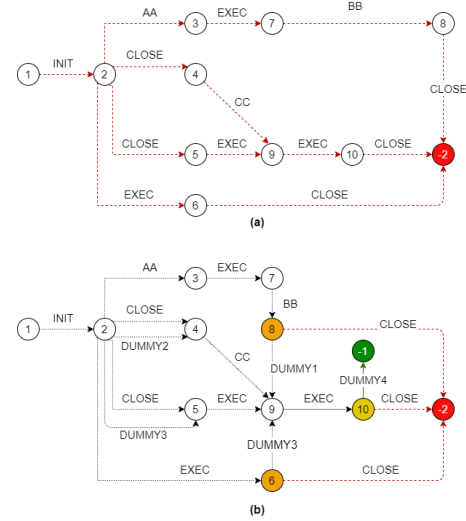 AA EXEC BB
3 7 8
INIT CLOSE
1 2 4
CC CLOSE
CLOSE EXEC EXEC CLOSE
5 9 10 -2
EXEC CLOSE
6
(a)
AA EXEC
3 7
INIT CLOSE BB CLOSE
1 2 4 8
DUMMY2 -1
CC DUMMY1 DUMMY4
CLOSE EXEC EXEC CLOSE
5 9 10 -2
DUMMY3
DUMMY3
EXEC CLOSE
6
(b)